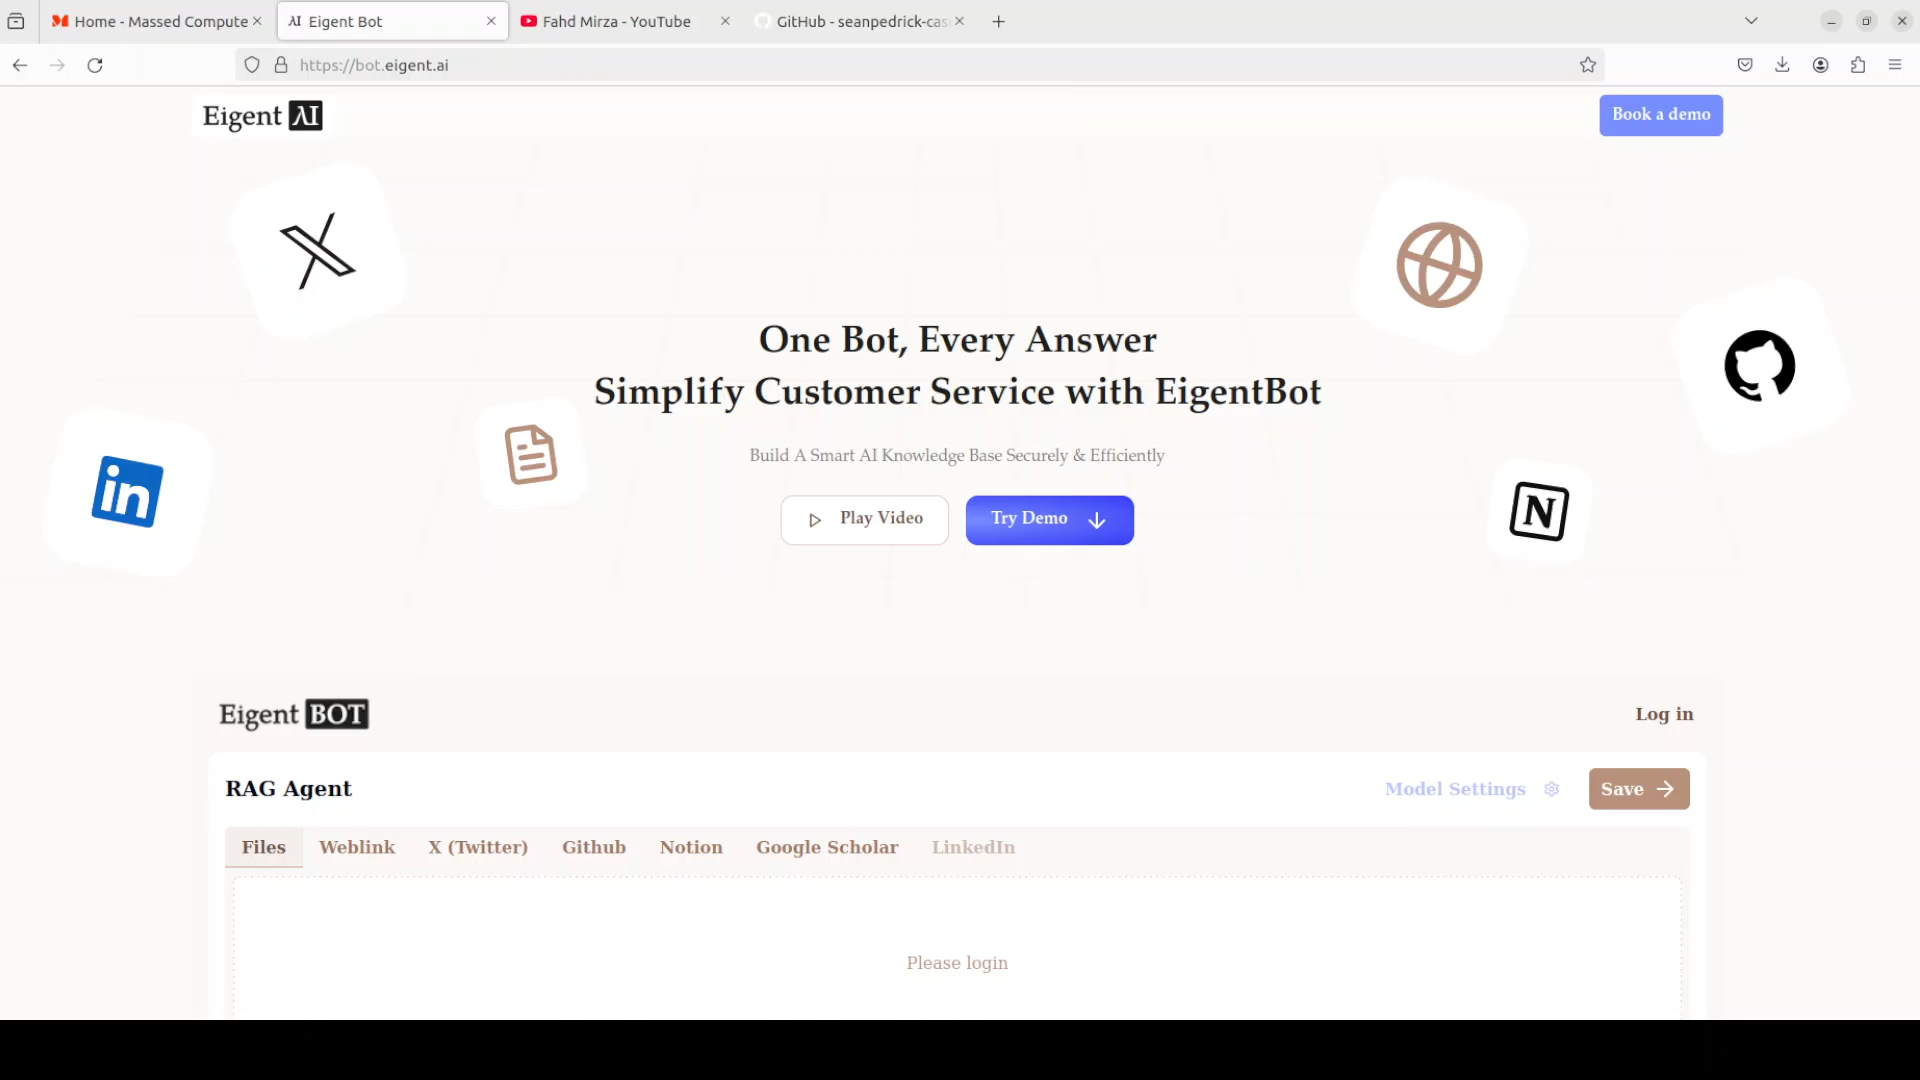 Home - Massed Compute
Eigent Bot
Fahd Mirza - YouTube
GitHub - seanpedrick-cas
https://bot.eigent.ai
Eigent AI
Book a demo
One Bot, Every Answer
Simplify Customer Service with EigentBot
Build A Smart AI Knowledge Base Securely & Efficiently
Play Video
Try Demo
Eigent BOT
Log in
RAG Agent
Model Settings
Save
Files
Weblink
X (Twitter)
Github
Notion
Google Scholar
LinkedIn
Please login